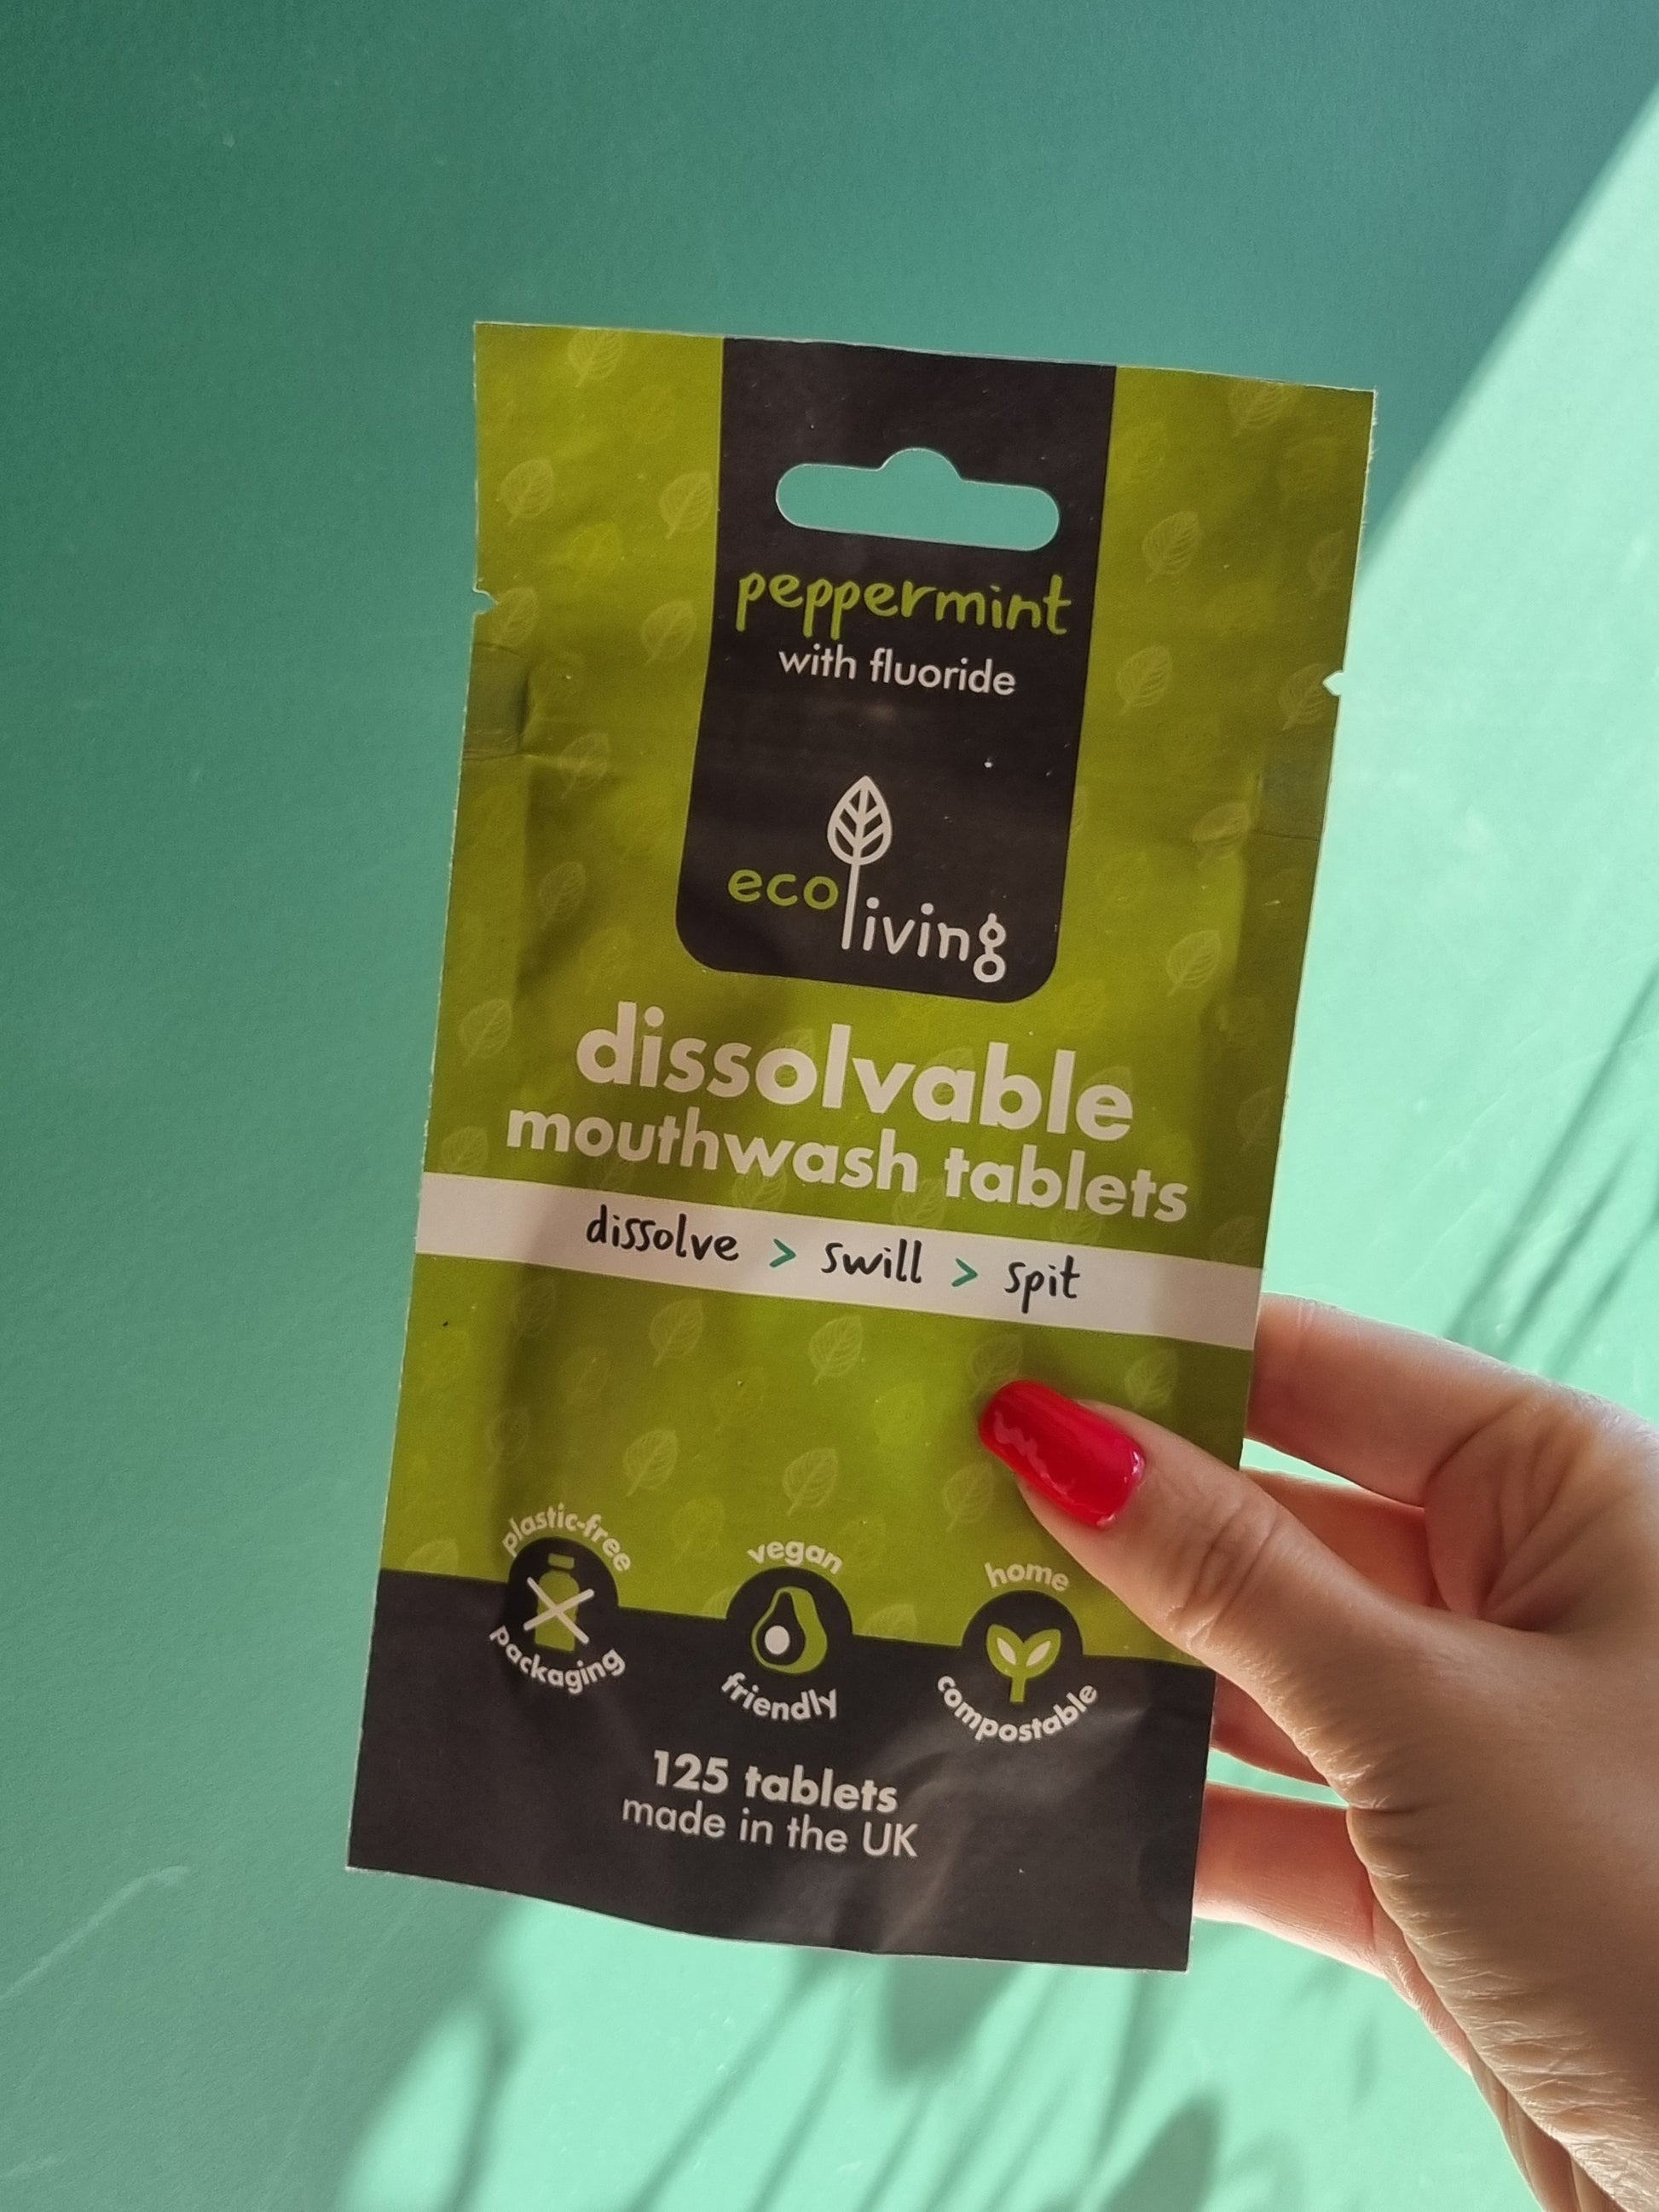 peppermint
with fluoride
eco living
dissolvable
mouthwash tablets
dissolve > swill > spit
plastic-free
packaging
vegan
friendly
home
compostable
125 tablets
made in the UK